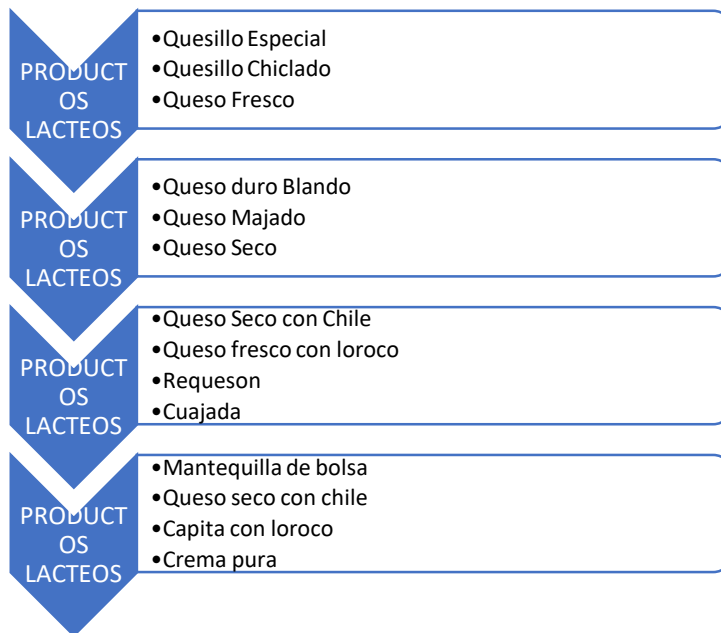 PRODUCT
OS
LACTEOS
•Quesillo Especial
•Quesillo Chiclado
•Queso Fresco
PRODUCT
OS
LACTEOS
•Queso duro Blando
•Queso Majado
•Queso Seco
PRODUCT
OS
LACTEOS
•Queso Seco con Chile
•Queso fresco con loroco
•Requeson
•Cuajada
PRODUCT
OS
LACTEOS
•Mantequilla de bolsa
•Queso seco con chile
•Capita con loroco
•Crema pura